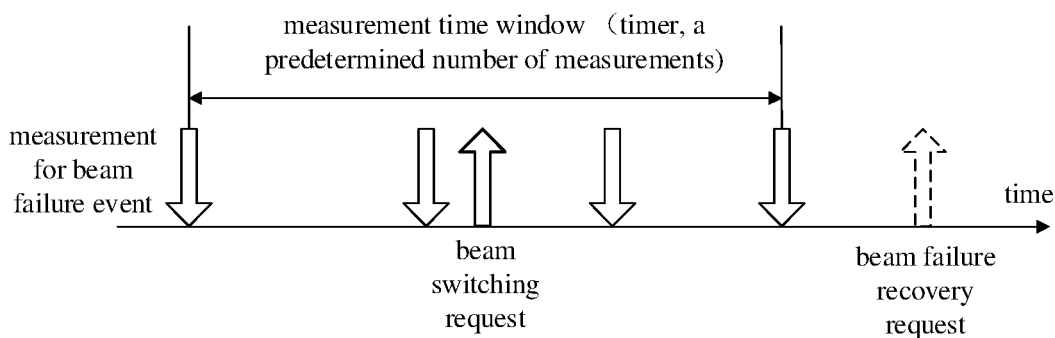 measurement time window （timer, a
predetermined number of measurements)
measurement
for beam
failure event
time
beam
switching
request
beam failure
recovery
request